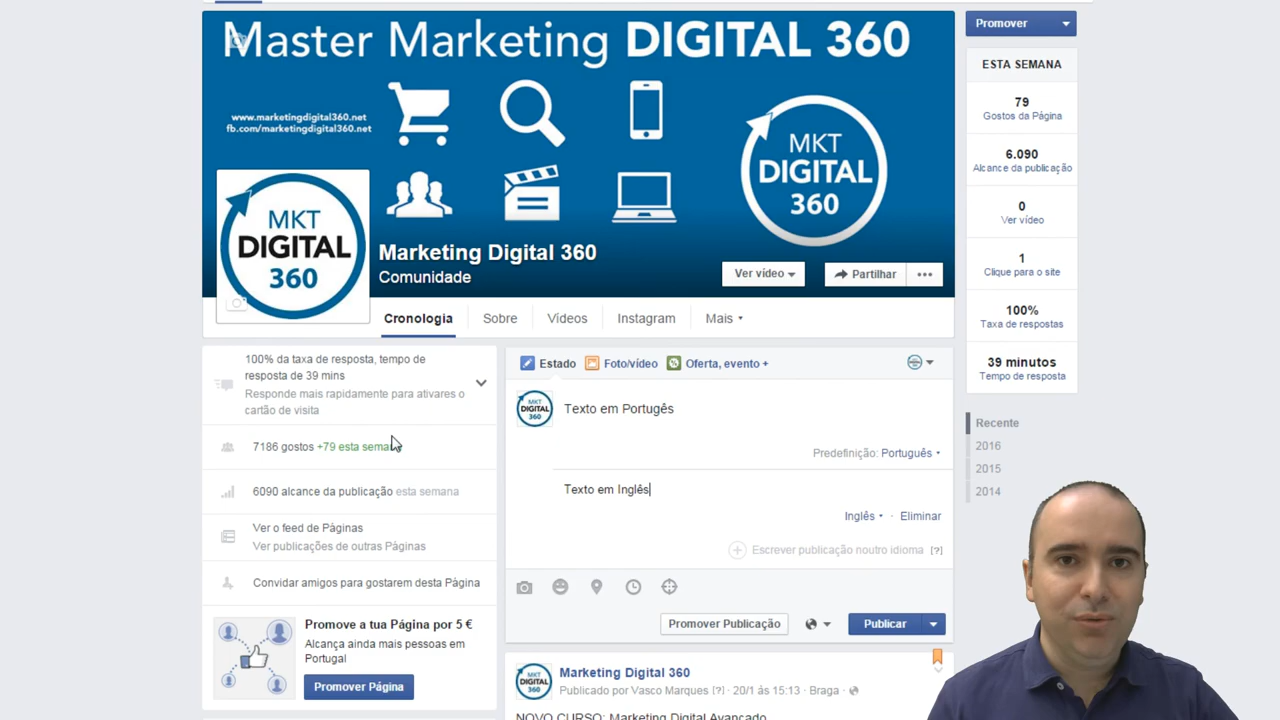 Master Marketing DIGITAL 360
www.marketingdigital360.net
fb.com/marketingdigital360.net
MKT
DIGITAL
360
MKT
DIGITAL
360
Marketing Digital 360
Comunidade
Ver vídeo
Partilhar
Cronologia
Sobre
Vídeos
Instagram
Mais
Promover
ESTA SEMANA
79
Gostos da Página
6.090
Alcance da publicação
0
Ver vídeo
1
Clique para o site
100%
Taxa de respostas
39 minutos
Tempo de resposta
Recente
2016
2015
2014
100% da taxa de resposta, tempo de
resposta de 39 mins
Responde mais rapidamente para ativares o
cartão de visita
7186 gostos +79 esta sema
6090 alcance da publicação esta semana
Ver o feed de Páginas
Ver publicações de outras Páginas
Convidar amigos para gostarem desta Página
Promove a tua Página por 5 €
Alcança ainda mais pessoas em
Portugal
Promover Página
Estado
Foto/vídeo
Oferta, evento +
MKT
DIGITAL
360
Texto em Portugês
Predefinição: Português
Texto em Inglês
Inglês · Eliminar
Escrever publicação noutro idioma [?]
Promover Publicação
Publicar
MKT
DIGITAL
360
Marketing Digital 360
Publicado por Vasco Marques [?] · 20/1 às 15:13 · Braga ·
NOVO CURSO: Marketing Digital Avançado